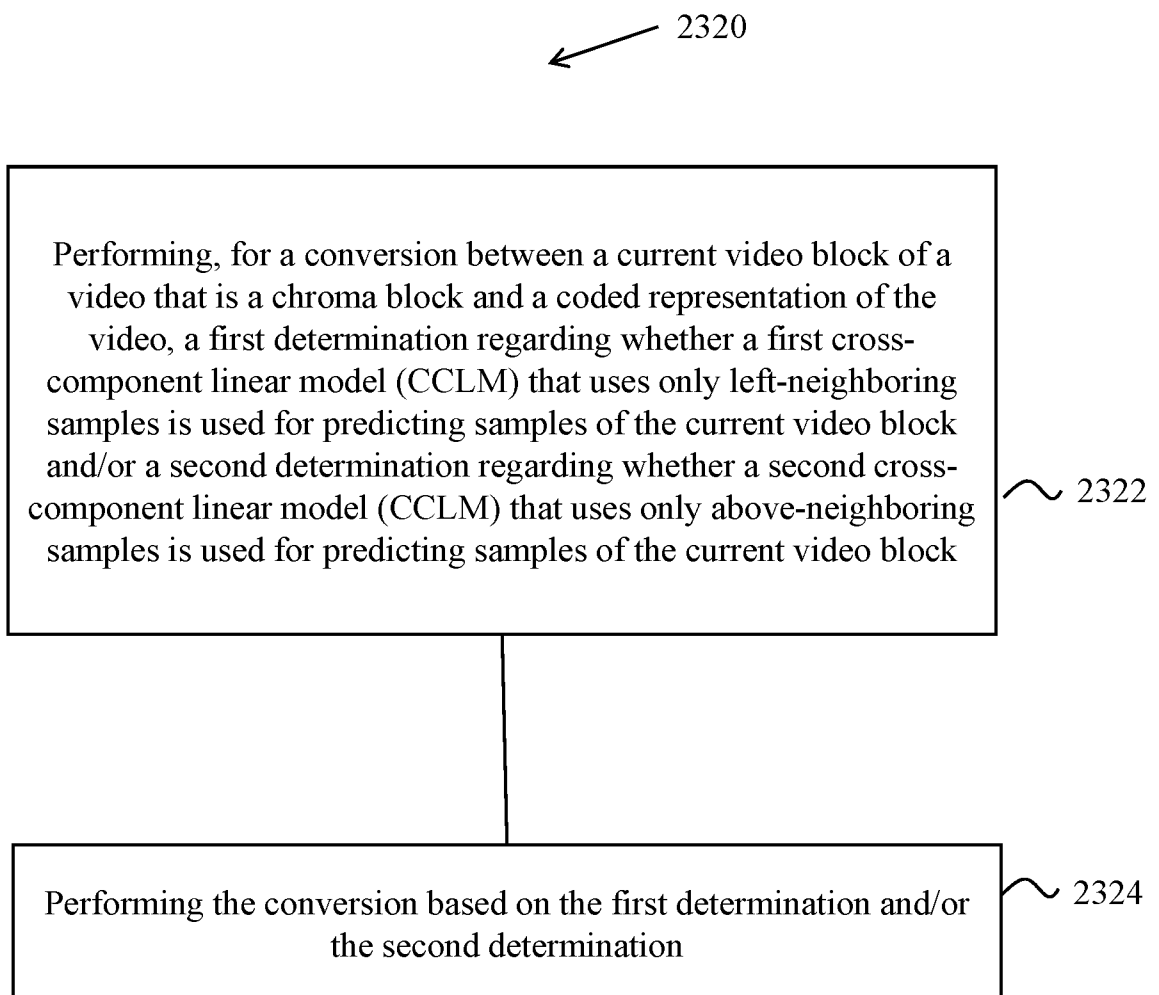 2320
Performing, for a conversion between a current video block of a
video that is a chroma block and a coded representation of the
video, a first determination regarding whether a first cross-
component linear model (CCLM) that uses only left-neighboring
samples is used for predicting samples of the current video block
and/or a second determination regarding whether a second cross-
component linear model (CCLM) that uses only above-neighboring
samples is used for predicting samples of the current video block
2322
Performing the conversion based on the first determination and/or
the second determination
2324